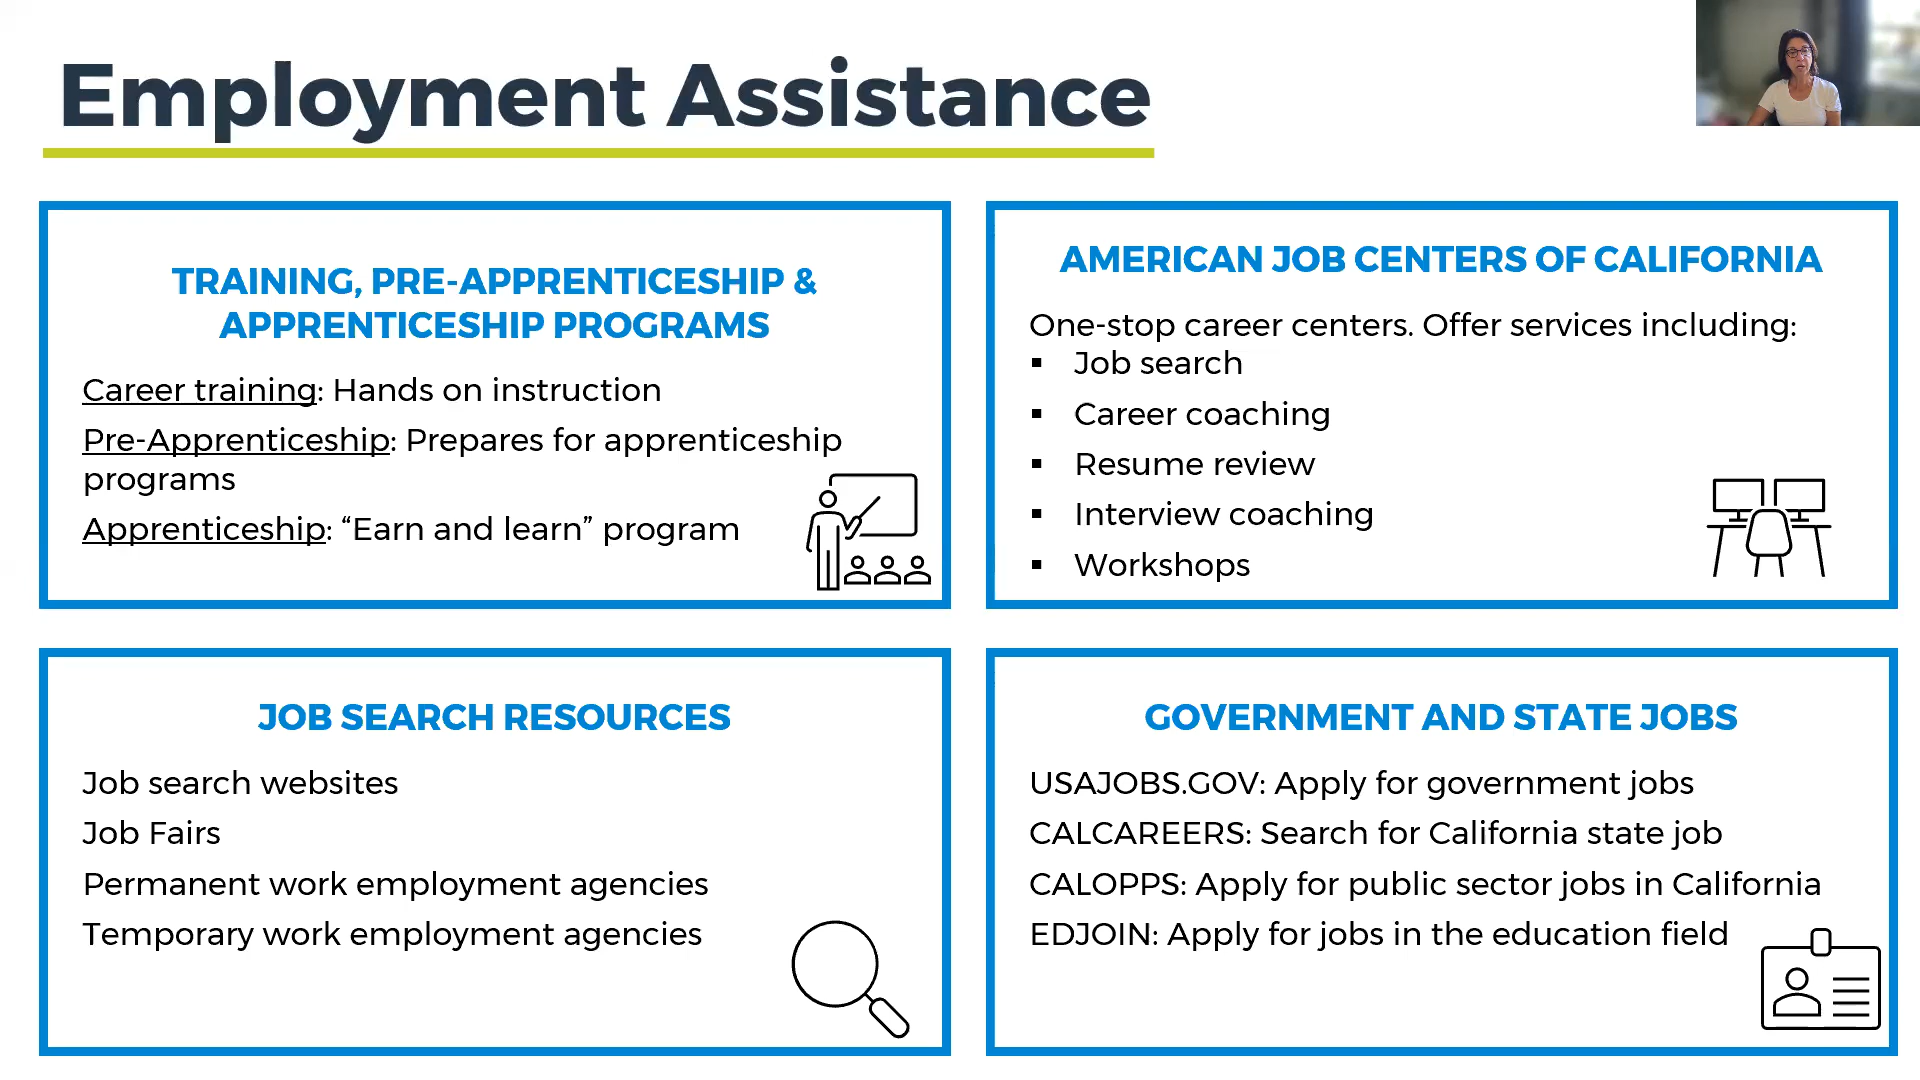 Employment Assistance
TRAINING, PRE-APPRENTICESHIP &
APPRENTICESHIP PROGRAMS
Career training: Hands on instruction
Pre-Apprenticeship: Prepares for apprenticeship
programs
Apprenticeship: “Earn and learn” program
AMERICAN JOB CENTERS OF CALIFORNIA
One-stop career centers. Offer services including:
▪ Job search
▪ Career coaching
▪ Resume review
▪ Interview coaching
▪ Workshops
JOB SEARCH RESOURCES
Job search websites
Job Fairs
Permanent work employment agencies
Temporary work employment agencies
GOVERNMENT AND STATE JOBS
USAJOBS.GOV: Apply for government jobs
CALCAREERS: Search for California state job
CALOPPS: Apply for public sector jobs in California
EDJOIN: Apply for jobs in the education field